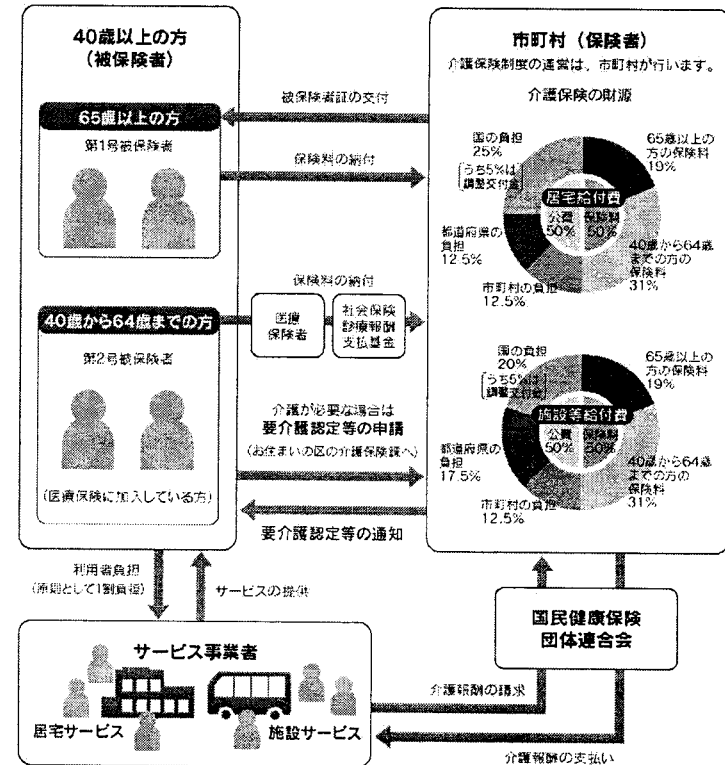 40歳以上の方
(被保険者)
65歳以上の方
第1号被保険者
40歳から64歳までの方
第2号被保険者
(医療保険に加入している方)
被保険者証の交付
保険料の納付
保険料の納付
医療
保険者
社会保険
診療報酬
支払基金
介護が必要な場合は
要介護認定等の申請
(お住まいの区の介護保険課へ)
要介護認定等の通知
市町村(保険者)
介護保険制度の運営は、市町村が行います。
介護保険の財源
国の負担
25%
うち5%は
調整交付金
65歳以上の
方の保険料
19%
居宅給付費
公費
50%
保険料
50%
都道府県の
負担
12.5%
市町村の負担
12.5%
40歳から64歳
までの方の
保険料
31%
国の負担
20%
うち5%は
調整交付金
65歳以上の
方の保険料
19%
施設等給付費
公費
50%
保険料
50%
都道府県の
負担
17.5%
市町村の負担
12.5%
40歳から64歳
までの方の
保険料
31%
利用者負担
(原則として1割負担)
サービスの提供
サービス事業者
居宅サービス
施設サービス
国民健康保険
団体連合会
介護報酬の請求
介護報酬の支払い